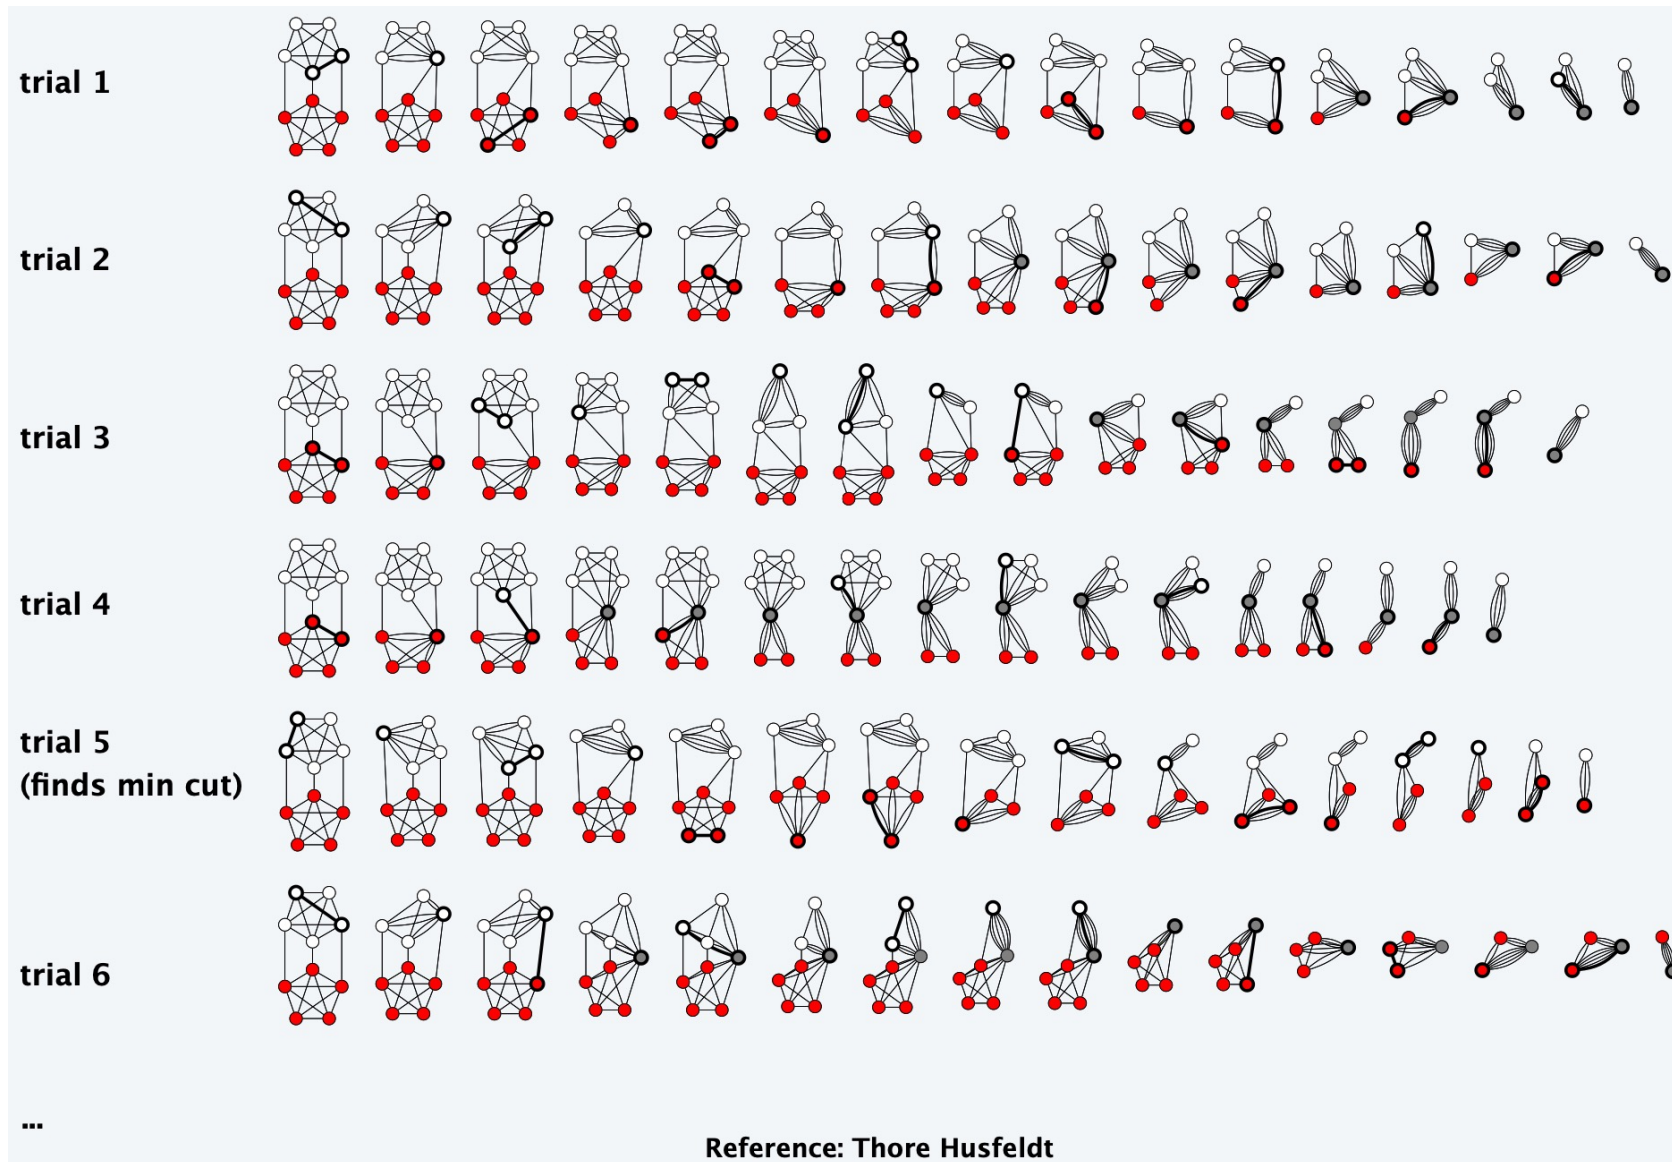 trial 1
trial 2
trial 3
trial 4
trial 5
(finds min cut)
trial 6
...
Reference: Thore Husfeldt